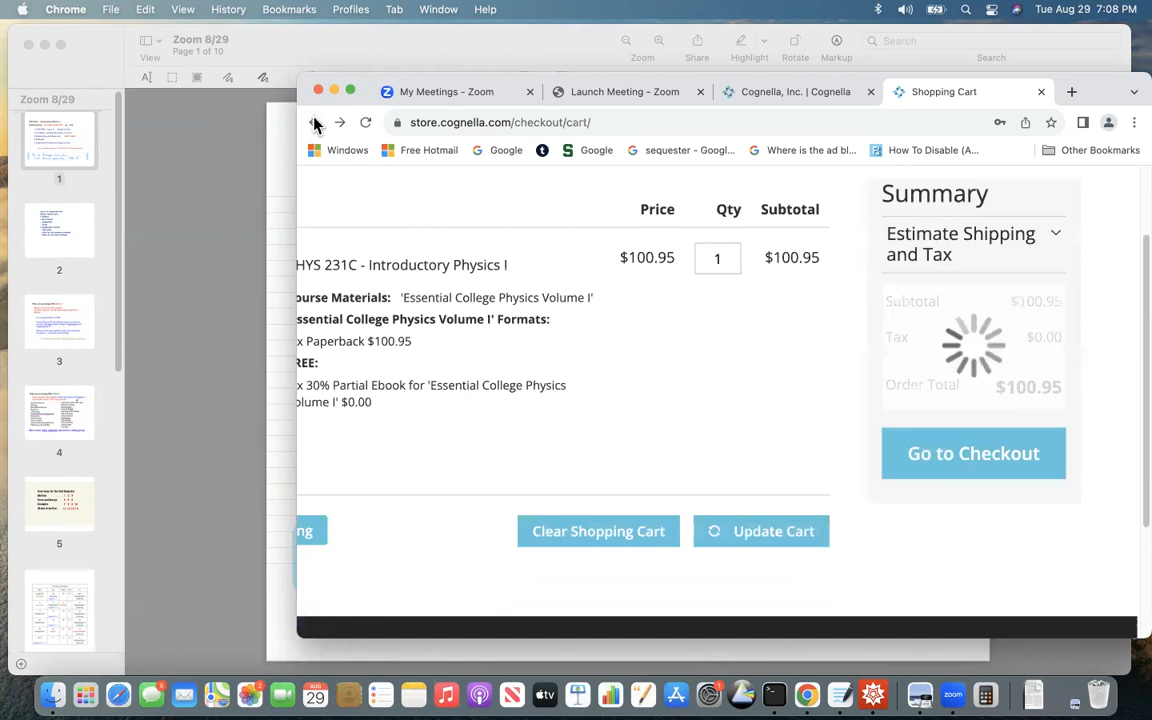 Chrome File Edit View History Bookmarks Profiles Tab Window Help Tue Aug 29 7:08 PM
Zoom 8/29
Page 1 of 10
View Zoom Share Highlight Rotate Markup Search
Search
Zoom 8/29
My Meetings - Zoom
Launch Meeting - Zoom
Cognella, Inc. | Cognella
Shopping Cart
store.cognella.com/checkout/cart/
Windows Free Hotmail Google Google sequester - Googl... Where is the ad bl... How To Disable (A... Other Bookmarks
1
2
3
4
5
Price Qty Subtotal
HYS 231C - Introductory Physics I $100.95 1 $100.95
ourse Materials: 'Essential College Physics Volume I'
ssential College Physics Volume I' Formats:
x Paperback $100.95
REE:
x 30% Partial Ebook for 'Essential College Physics
olume I' $0.00
ng
Clear Shopping Cart
Update Cart
Summary
Estimate Shipping
and Tax
Subtotal $100.95
Tax $0.00
Order Total $100.95
Go to Checkout